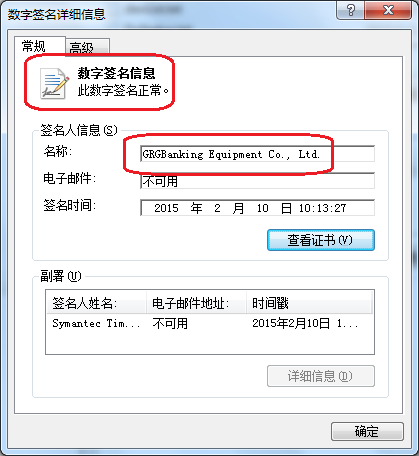 数字签名详细信息
常规 高级
数字签名信息
此数字签名正常。
签名人信息(S)
名称: GRGBanking Equipment Co., Ltd.
电子邮件: 不可用
签名时间: 2015 年 2 月 10 日 10:13:27
查看证书(V)
副署(U)
签名人姓名: 电子邮件地址: 时间戳
Symantec Tim... 不可用 2015年2月10日 1...
详细信息(D)
确定